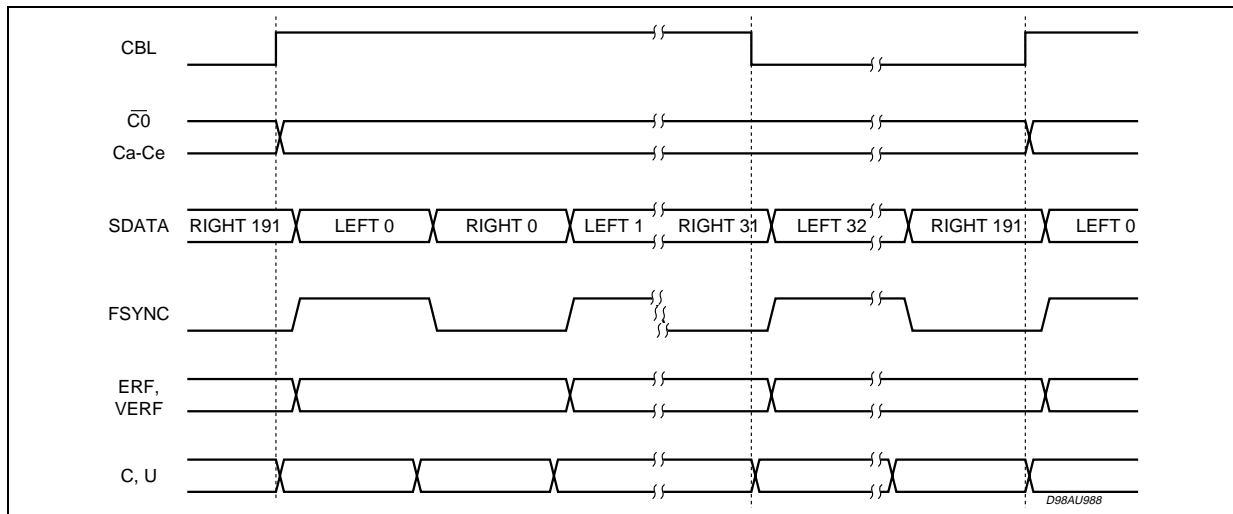 CBL
C̅0̅
Ca-Ce
SDATA RIGHT 191 LEFT 0 RIGHT 0 LEFT 1 RIGHT 31 LEFT 32 RIGHT 191 LEFT 0
FSYNC
ERF,
VERF
C, U
D98AU988